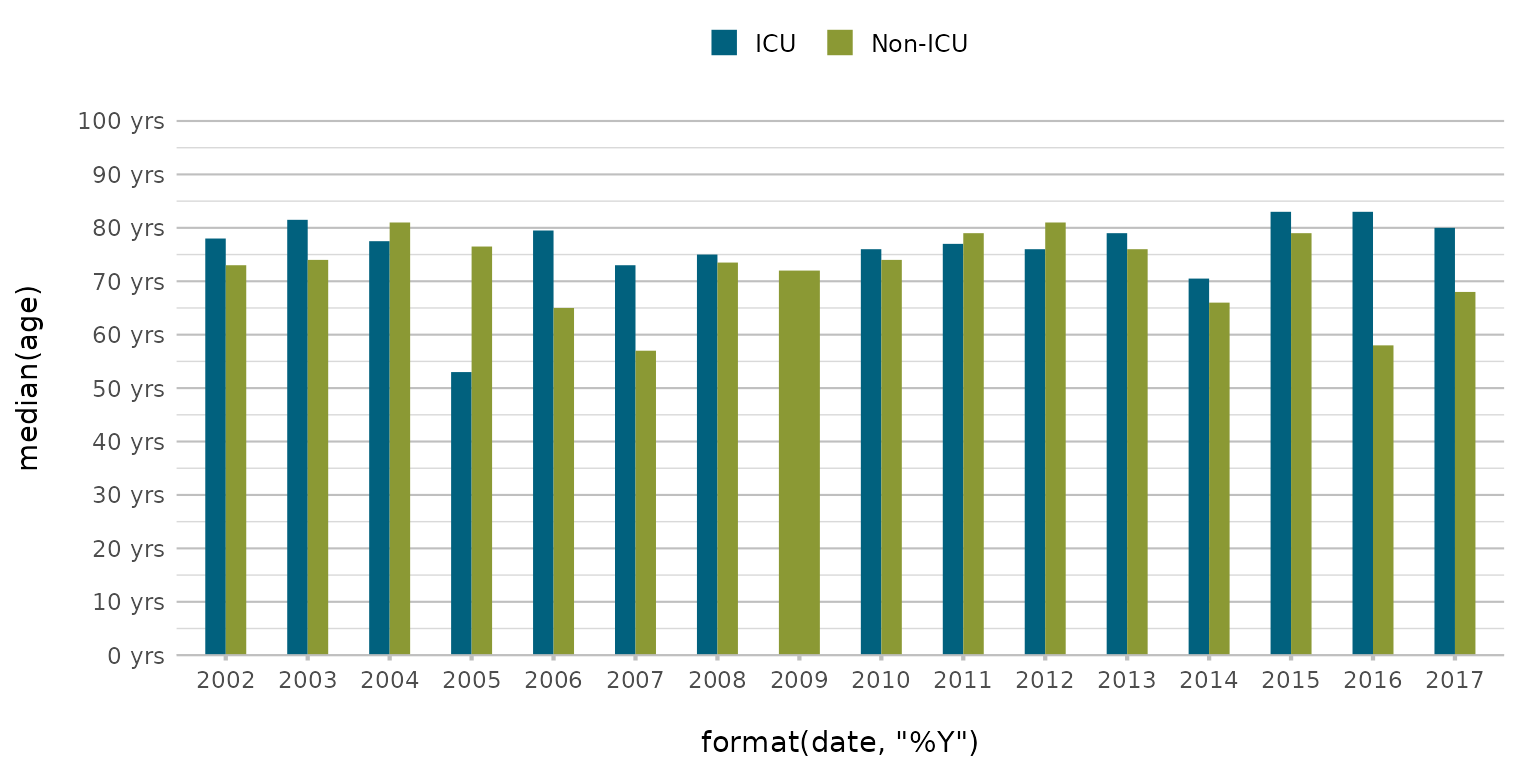 ICU Non-ICU
100 yrs
90 yrs
80 yrs
70 yrs
60 yrs
50 yrs
40 yrs
30 yrs
20 yrs
10 yrs
0 yrs
median(age)
2002 2003 2004 2005 2006 2007 2008 2009 2010 2011 2012 2013 2014 2015 2016 2017
format(date, "%Y")